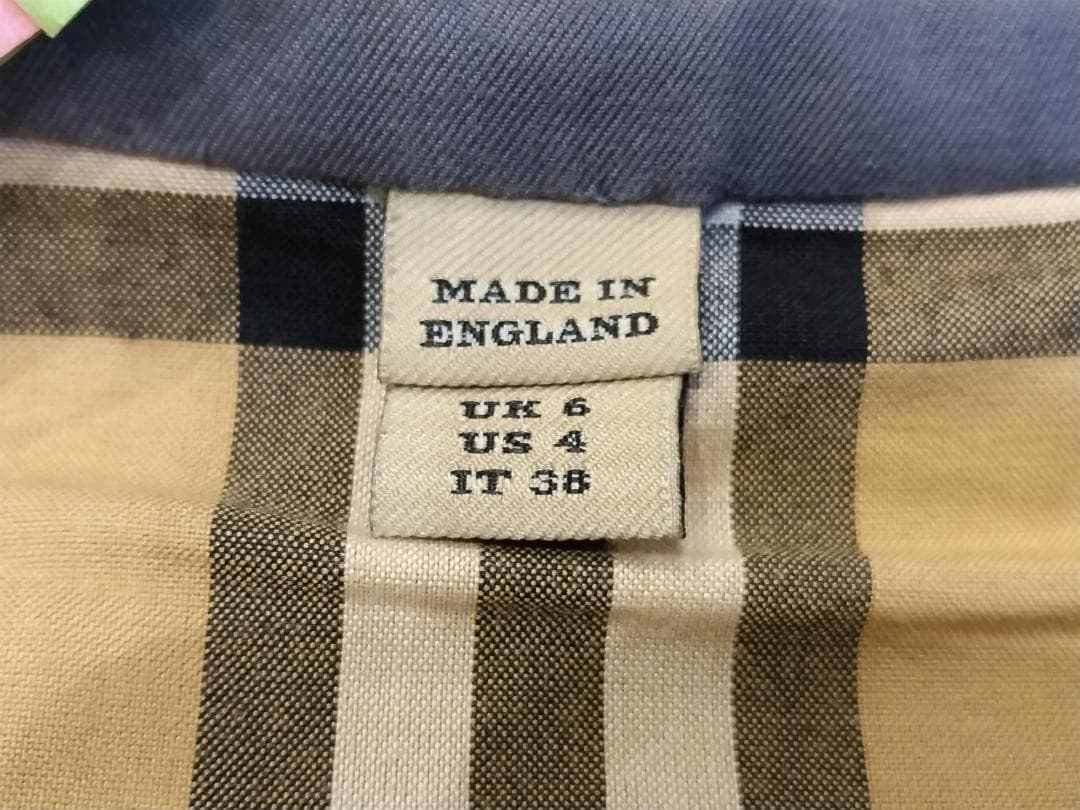 MADE IN
ENGLAND
UK 6
US 4
IT 38